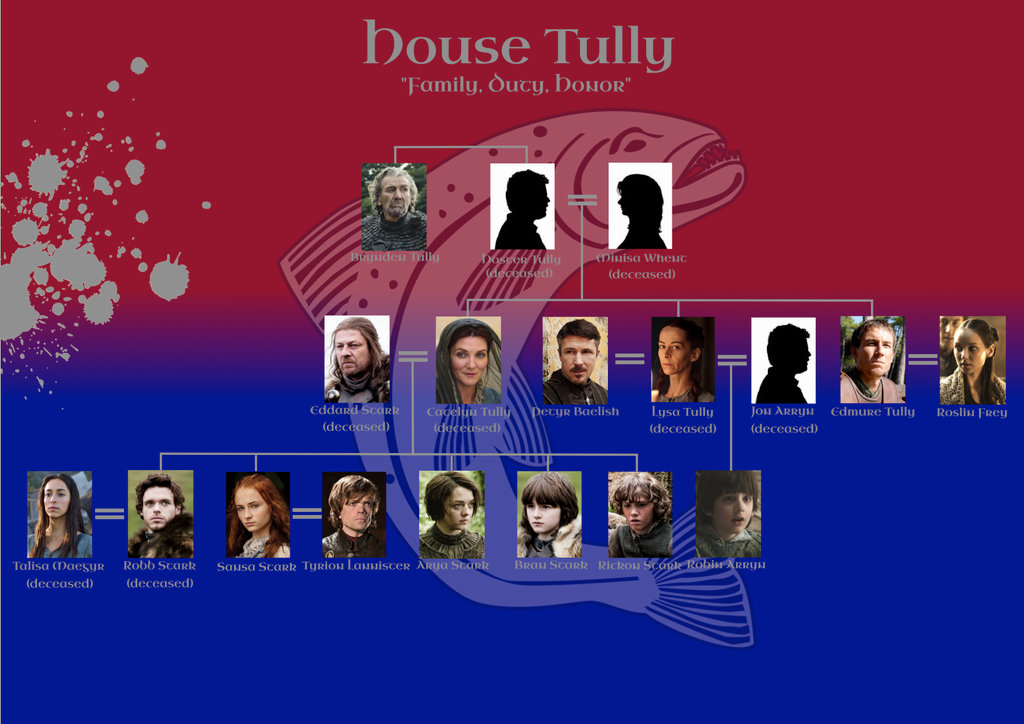 House Tully
"Family, Duty, Honor"
Brynden Tully
Hoster Tully
(deceased)
Minisa Whent
(deceased)
Eddard Stark
(deceased)
Catelyn Tully
(deceased)
Petyr Baelish
Lysa Tully
(deceased)
Jon Arryn
(deceased)
Edmure Tully
Roslin Frey
Talisa Maegyr
(deceased)
Robb Stark
(deceased)
Sansa Stark
Tyrion Lannister
Arya Stark
Bran Stark
Rickon Stark
Robin Arryn